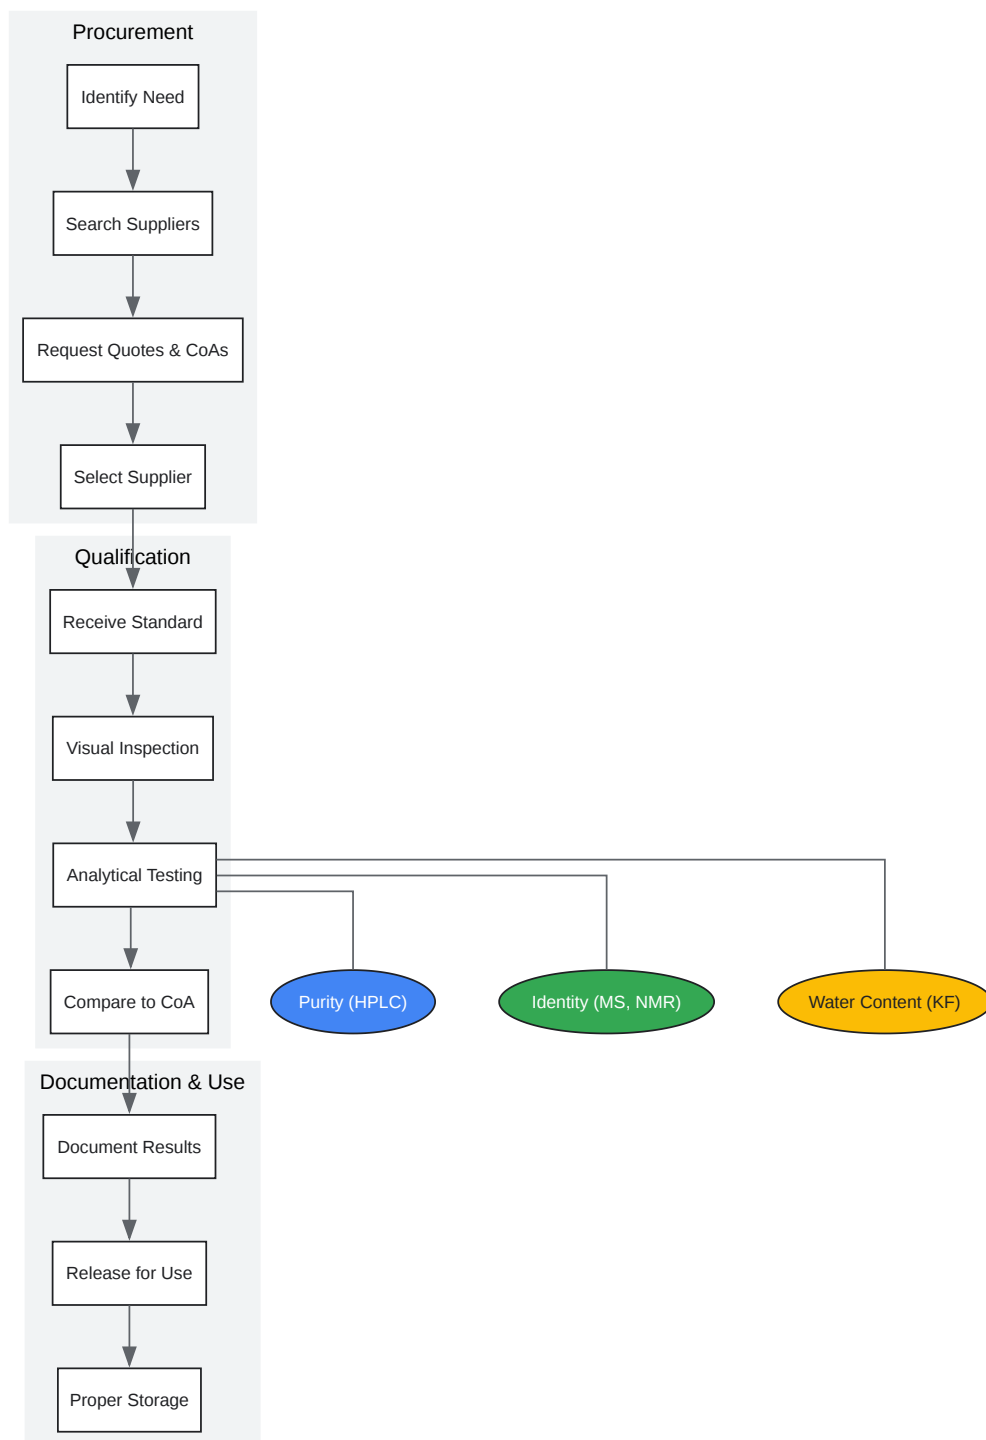 Procurement
Identify Need
Search Suppliers
Request Quotes & CoAs
Select Supplier
Qualification
Receive Standard
Visual Inspection
Analytical Testing
Compare to CoA
Purity (HPLC)
Identity (MS, NMR)
Water Content (KF)
Documentation & Use
Document Results
Release for Use
Proper Storage